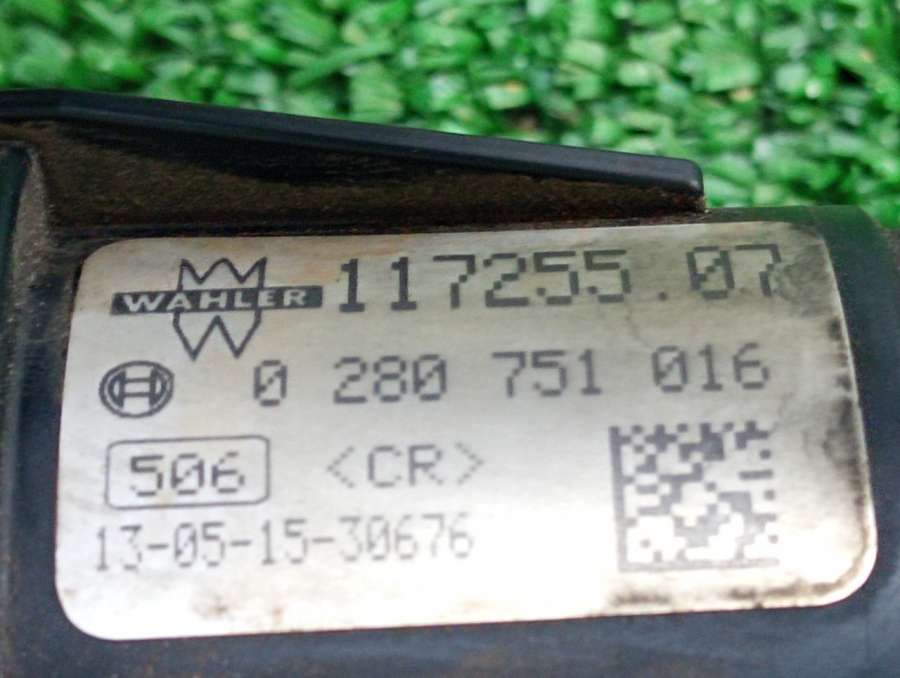 WAHLER 117255.07
0 280 751 016
506 <CR>
13-05-15-30676